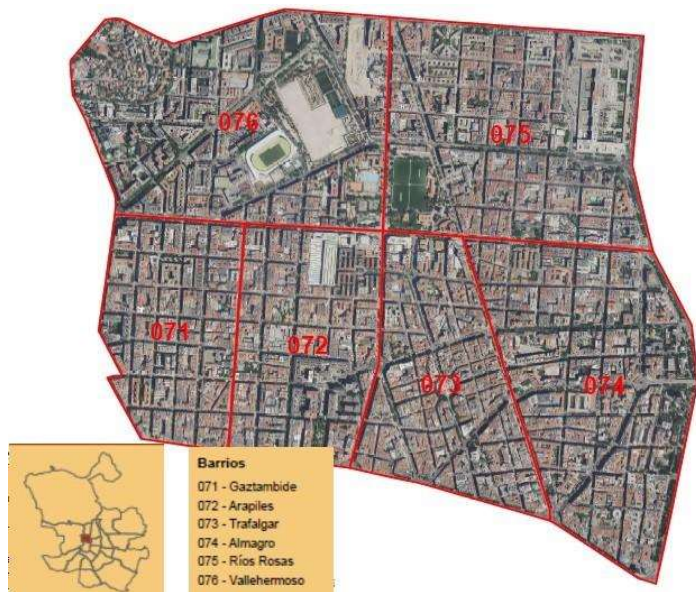 076
075
071
072
073
074
Barrios
071 - Gaztambide
072 - Arapiles
073 - Trafalgar
074 - Almagro
075 - Ríos Rosas
076 - Vallehermoso